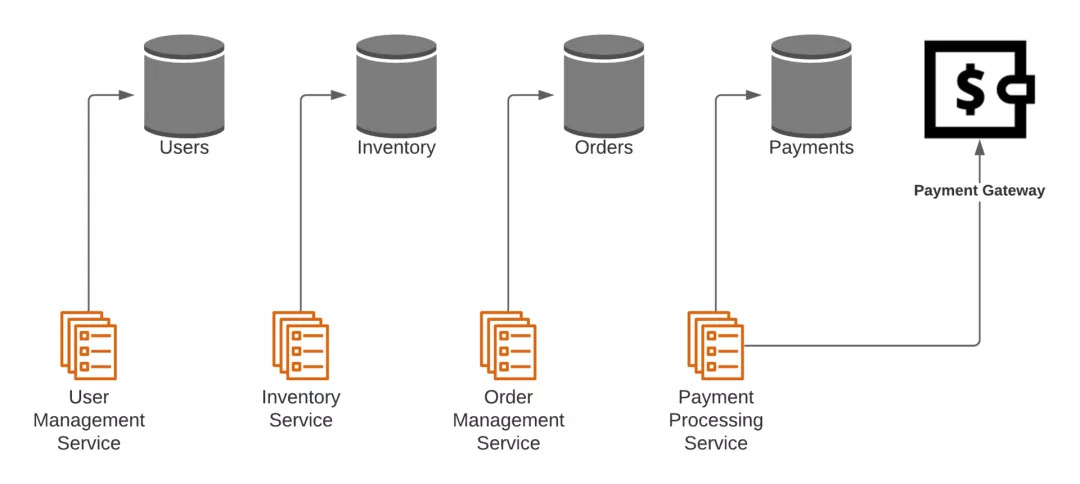 Users
Inventory
Orders
Payments
$
Payment Gateway
User
Management
Service
Inventory
Service
Order
Management
Service
Payment
Processing
Service